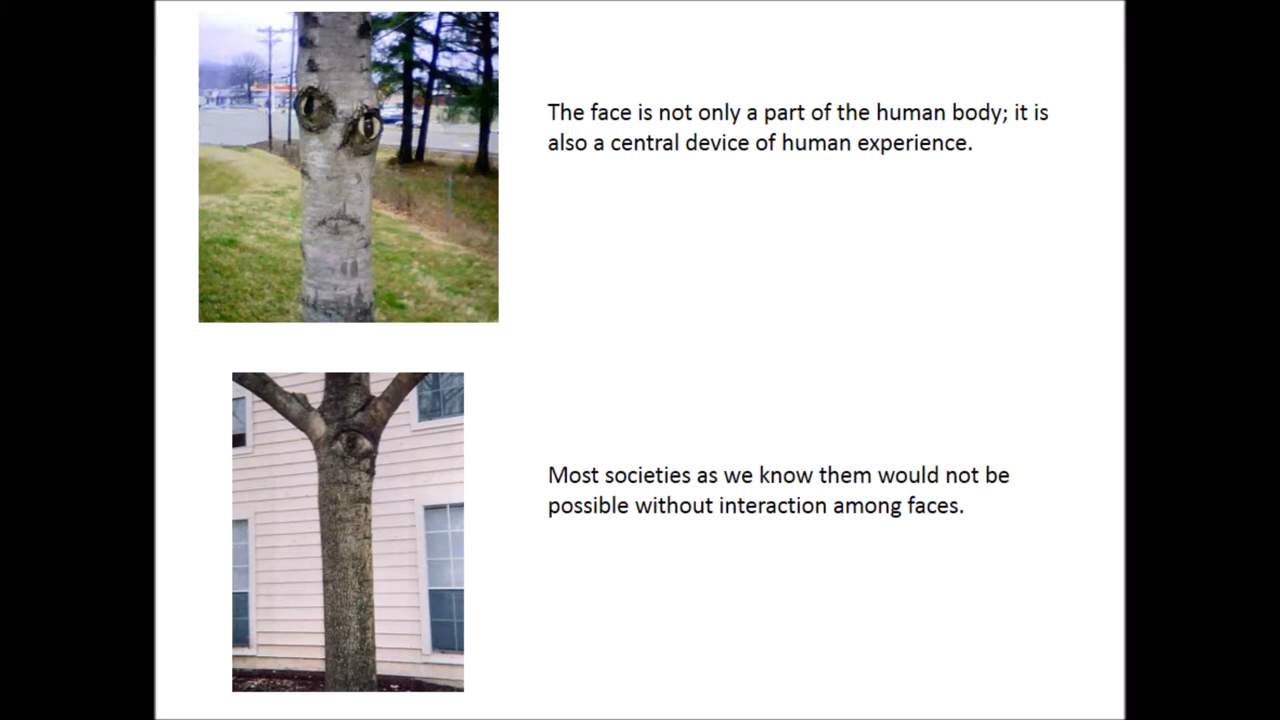 The face is not only a part of the human body; it is
also a central device of human experience.
Most societies as we know them would not be
possible without interaction among faces.